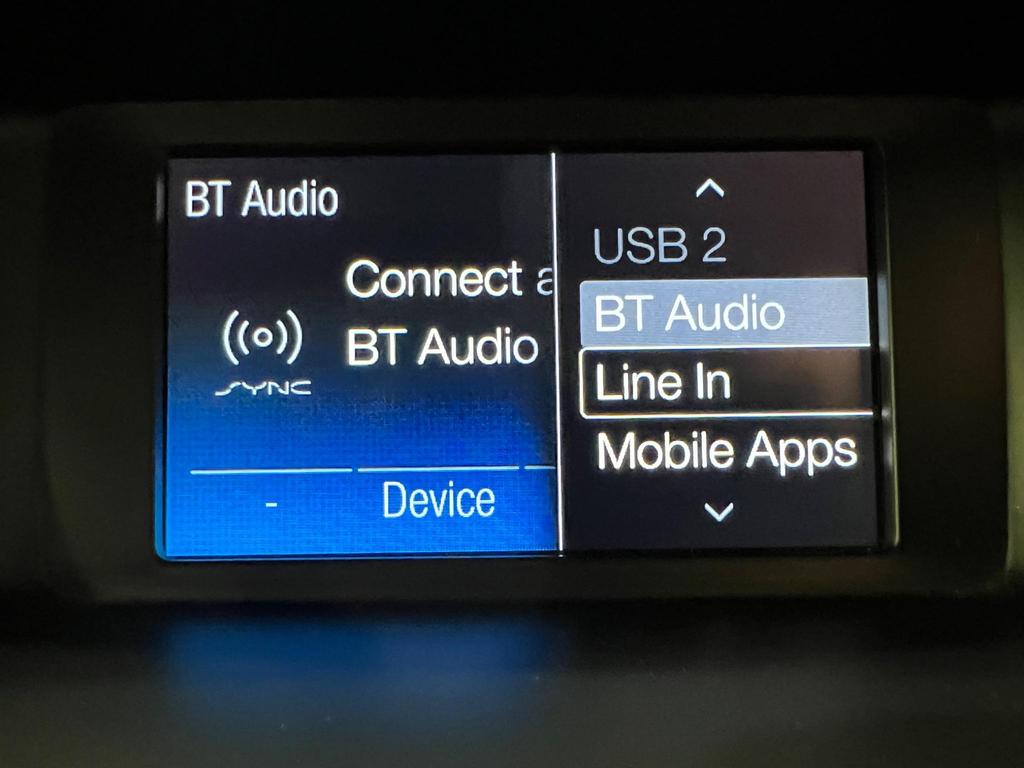 BT Audio
Connect
BT Audio
SYNC
-
Device
USB 2
BT Audio
Line In
Mobile Apps